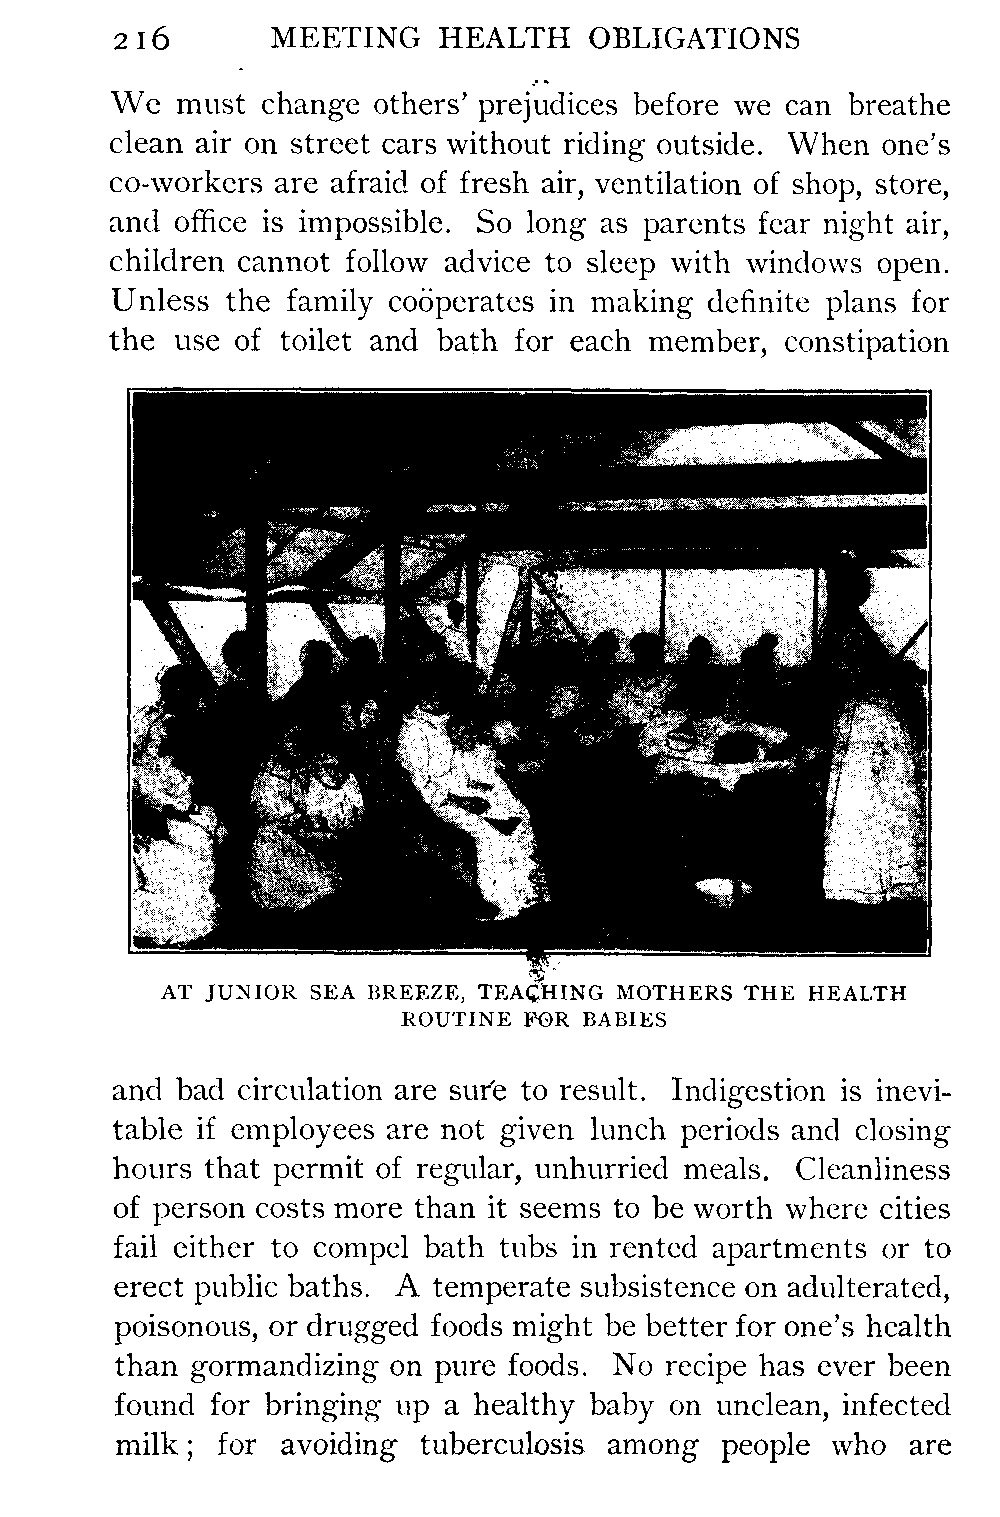 216 MEETING HEALTH OBLIGATIONS
We must change others' prejudices before we can breathe
clean air on street cars without riding outside. When one's
co-workers are afraid of fresh air, ventilation of shop, store,
and office is impossible. So long as parents fear night air,
children cannot follow advice to sleep with windows open.
Unless the family coöperates in making definite plans for
the use of toilet and bath for each member, constipation
AT JUNIOR SEA BREEZE, TEACHING MOTHERS THE HEALTH
ROUTINE FOR BABIES
and bad circulation are sure to result. Indigestion is inevi-
table if employees are not given lunch periods and closing
hours that permit of regular, unhurried meals. Cleanliness
of person costs more than it seems to be worth where cities
fail either to compel bath tubs in rented apartments or to
erect public baths. A temperate subsistence on adulterated,
poisonous, or drugged foods might be better for one's health
than gormandizing on pure foods. No recipe has ever been
found for bringing up a healthy baby on unclean, infected
milk; for avoiding tuberculosis among people who are